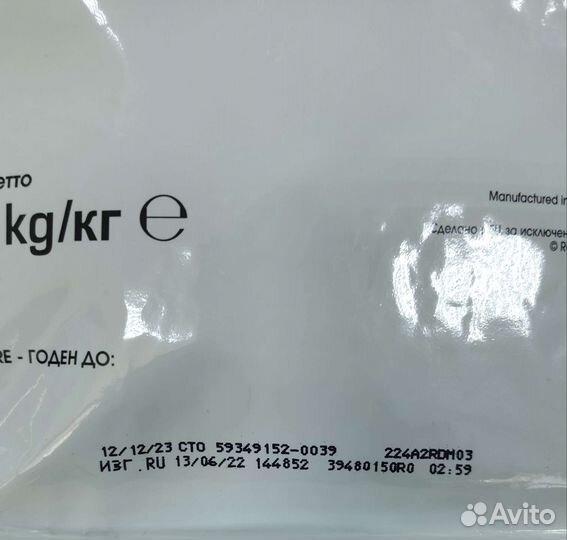 етто
kg/кг ℮
Manufactured in
Сделано в РФ за исключен
© R
RE - ГОДЕН ДО:
12/12/23 СТО 59349152-0039 224A2RDM03
ИЗГ. RU 13/06/22 144852 39480150R0 02:59
Avito